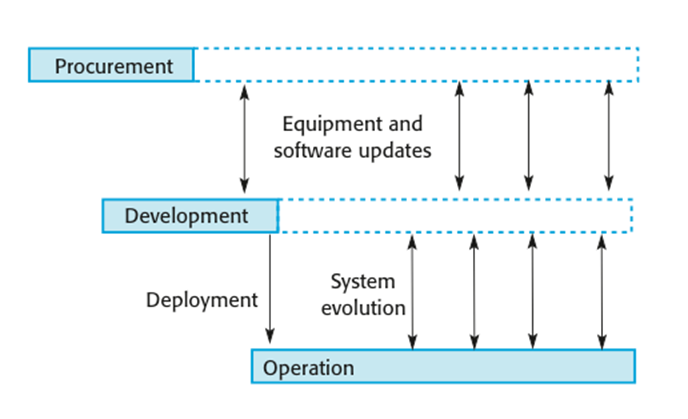 Procurement
Equipment and
software updates
Development
Deployment
System
evolution
Operation